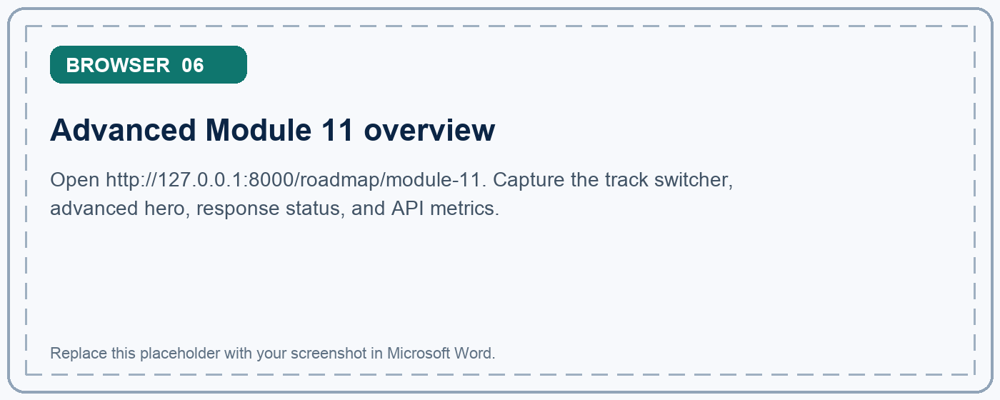 BROWSER 06
Advanced Module 11 overview
Open http://127.0.0.1:8000/roadmap/module-11. Capture the track switcher,
advanced hero, response status, and API metrics.
Replace this placeholder with your screenshot in Microsoft Word.